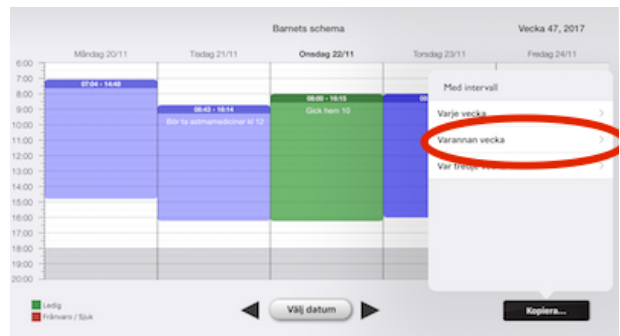 Barnets schema
Vecka 47, 2017
Måndag 20/11
Tisdag 21/11
Onsdag 22/11
Torsdag 23/11
Fredag 24/11
6:00
7:00
8:00
9:00
10:00
11:00
12:00
13:00
14:00
15:00
16:00
17:00
18:00
19:00
20:00
07:04 - 14:48
08:43 - 16:14
Bör ta astmamediciner kl 12
08:00 - 16:15
Gick hem 10
Med intervall
Varje vecka
Varannan vecka
Var tredje
Ledig
Frånvaro / Sjuk
Välj datum
Kopiera...